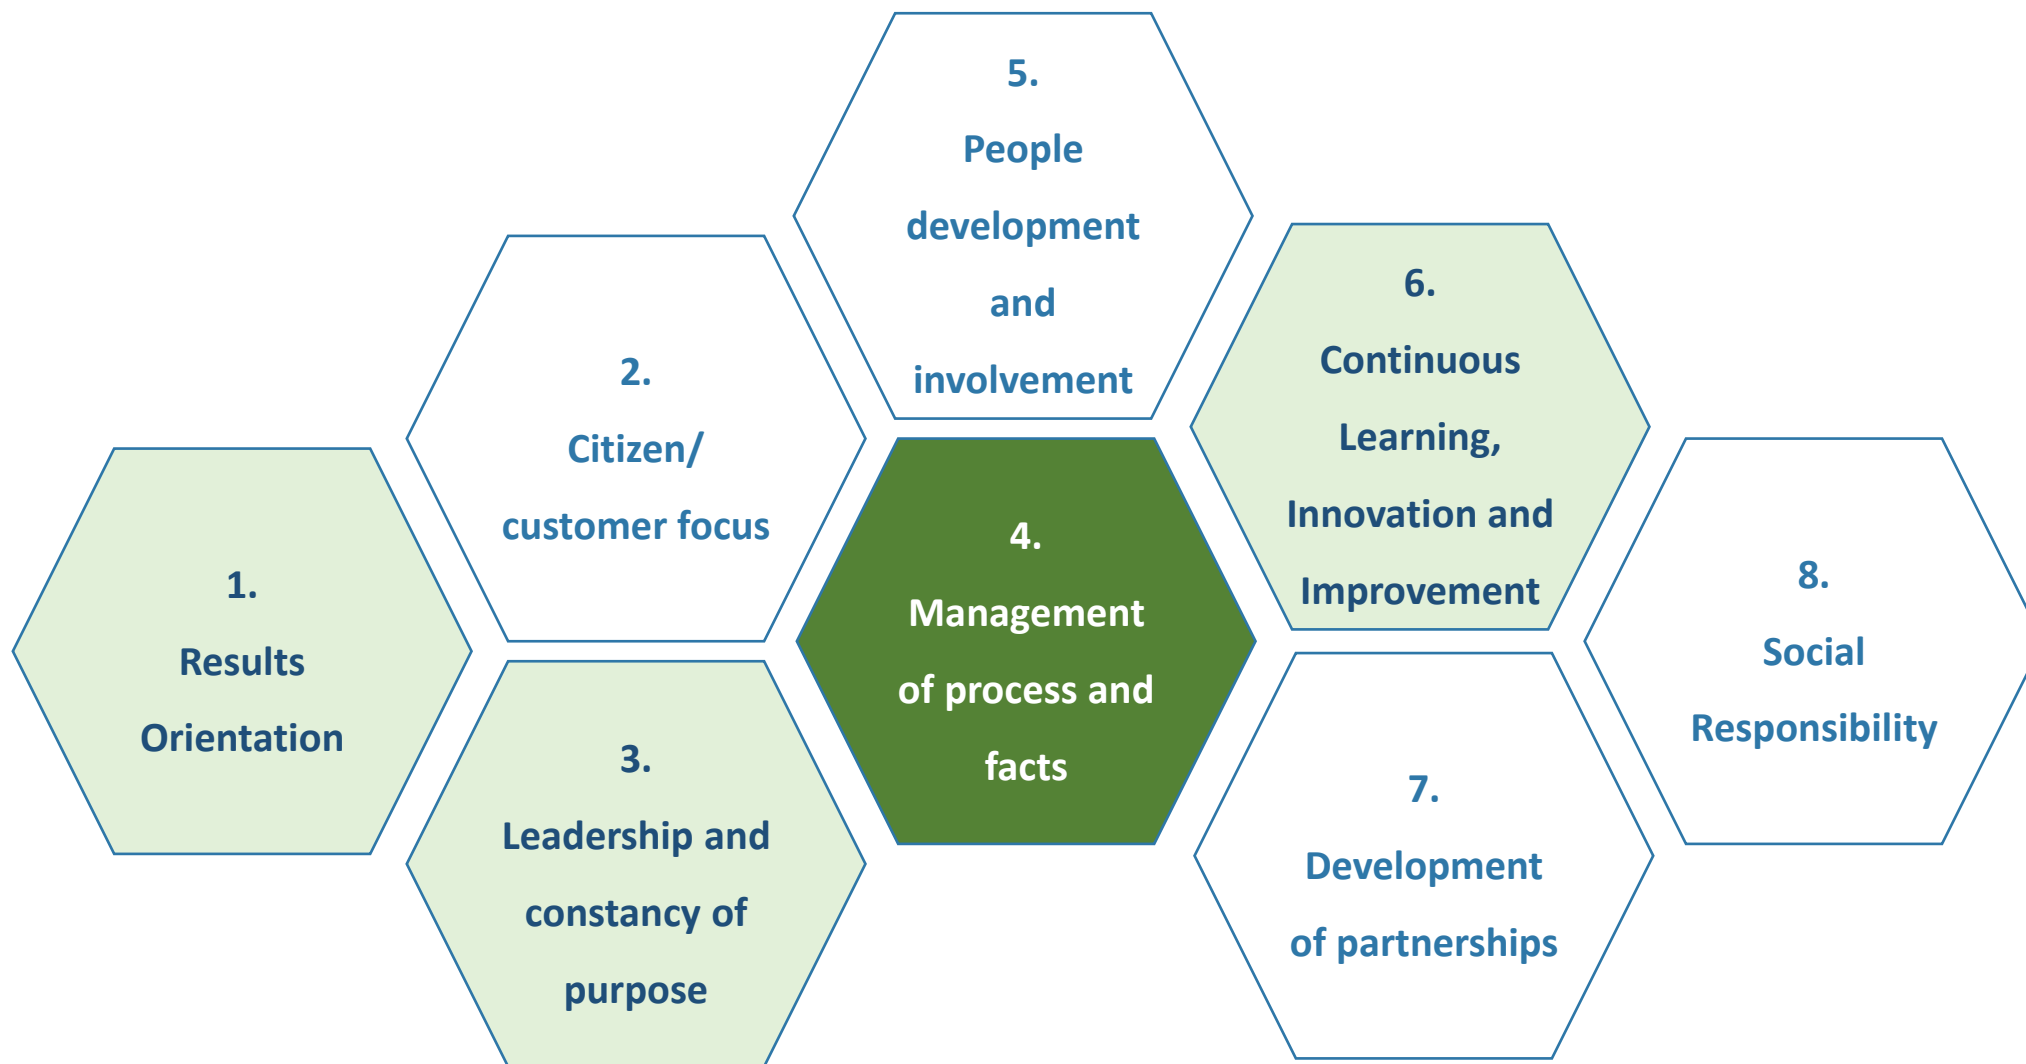 1.
Results
Orientation
2.
Citizen/
customer focus
3.
Leadership and
constancy of
purpose
4.
Management
of process and
facts
5.
People
development
and
involvement
6.
Continuous
Learning,
Innovation and
Improvement
7.
Development
of partnerships
8.
Social
Responsibility